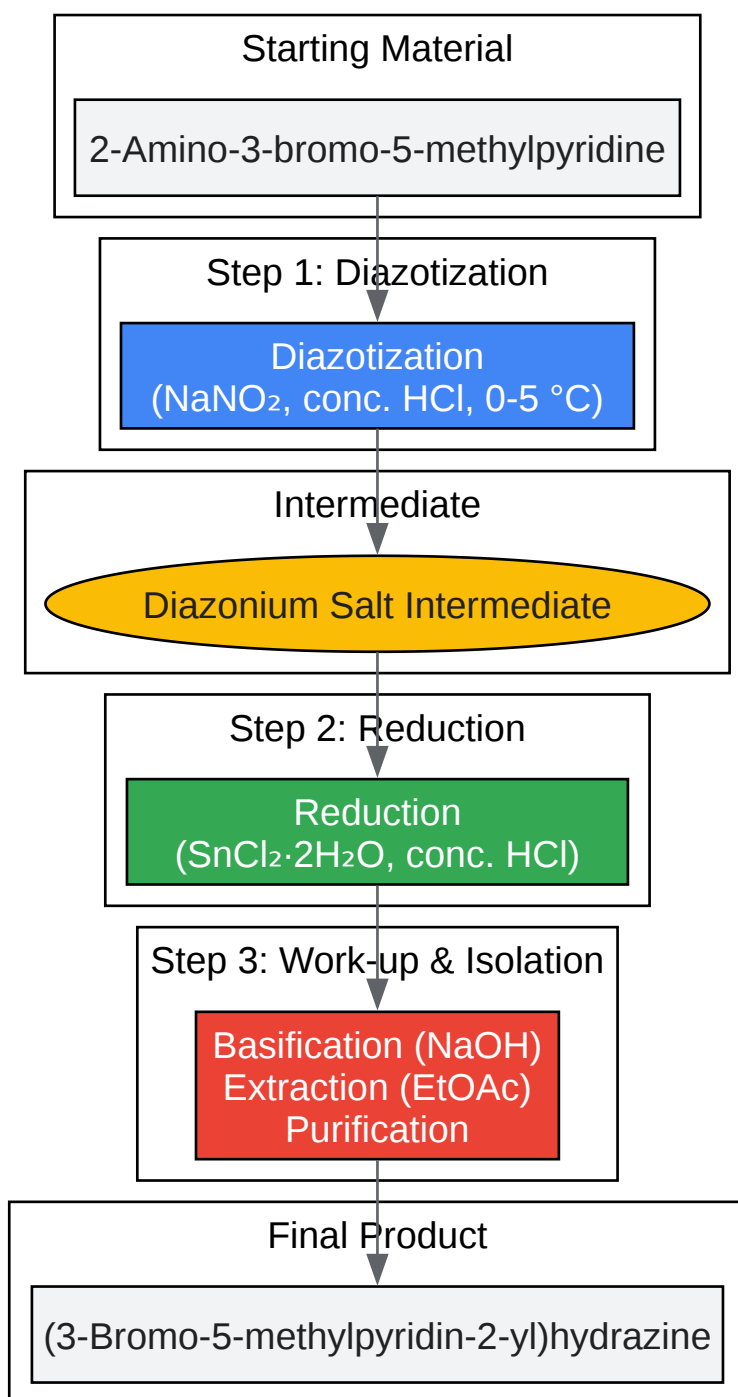 Starting Material
2-Amino-3-bromo-5-methylpyridine
Step 1: Diazotization
Diazotization
(NaNO₂, conc. HCl, 0-5 °C)
Intermediate
Diazonium Salt Intermediate
Step 2: Reduction
Reduction
(SnCl₂·2H₂O, conc. HCl)
Step 3: Work-up & Isolation
Basification (NaOH)
Extraction (EtOAc)
Purification
Final Product
(3-Bromo-5-methylpyridin-2-yl)hydrazine